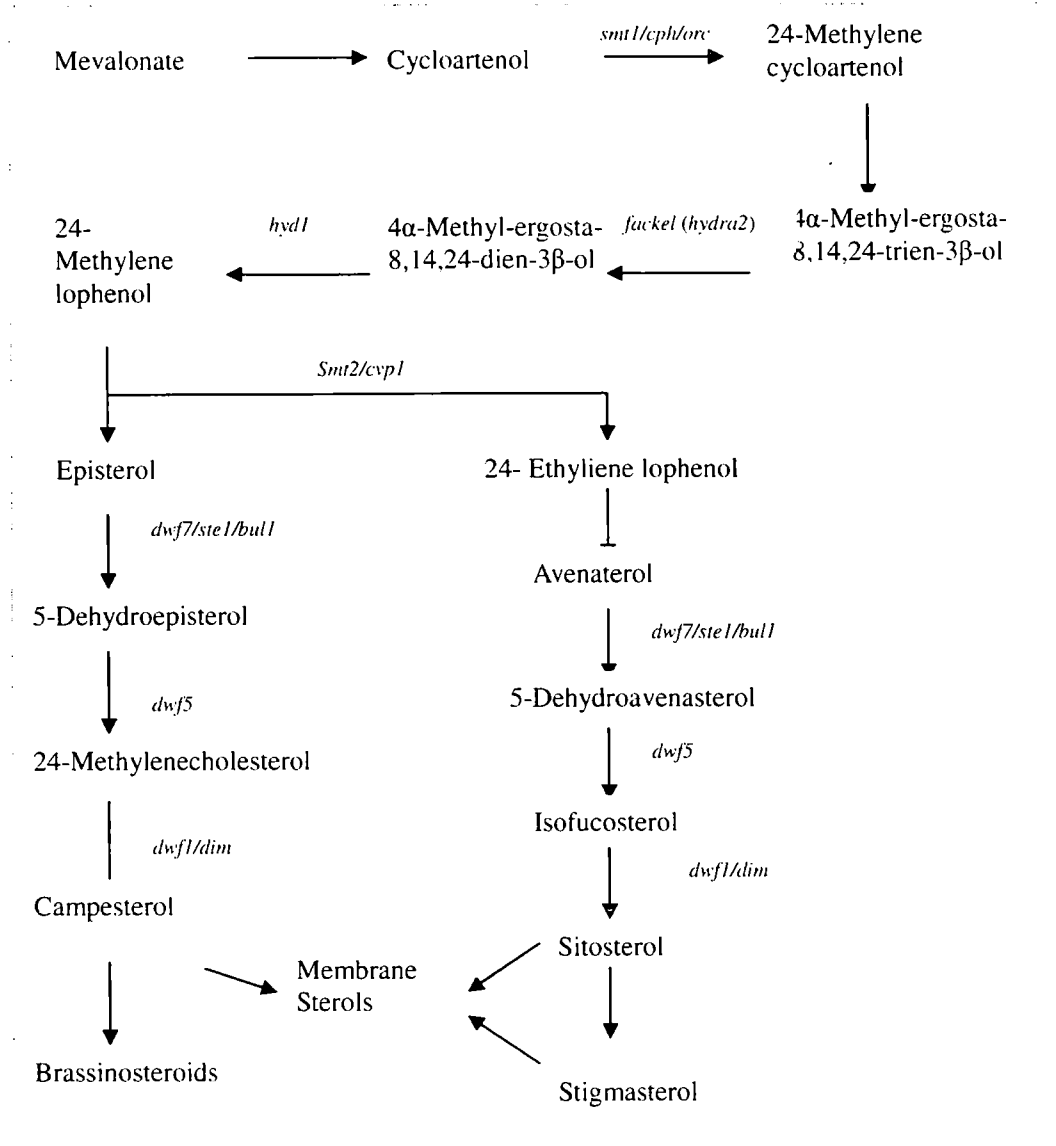 smt1/cph/orc
Mevalonate
Cycloartenol
24-Methylene
cycloartenol
24-
Methylene
lophenol
hyd1
4α-Methyl-ergosta-
8,14,24-dien-3β-ol
fackel (hydra2)
4α-Methyl-ergosta-
8,14,24-trien-3β-ol
Smt2/cvp1
Episterol
24- Ethyliene lophenol
dwf7/ste1/bul1
Avenaterol
5-Dehydroepisterol
dwf7/ste1/bul1
dwf5
5-Dehydroavenasterol
24-Methylenecholesterol
dwf5
Isofucosterol
dwf1/dim
dwf1/dim
Campesterol
Sitosterol
Membrane
Sterols
Brassinosteroids
Stigmasterol